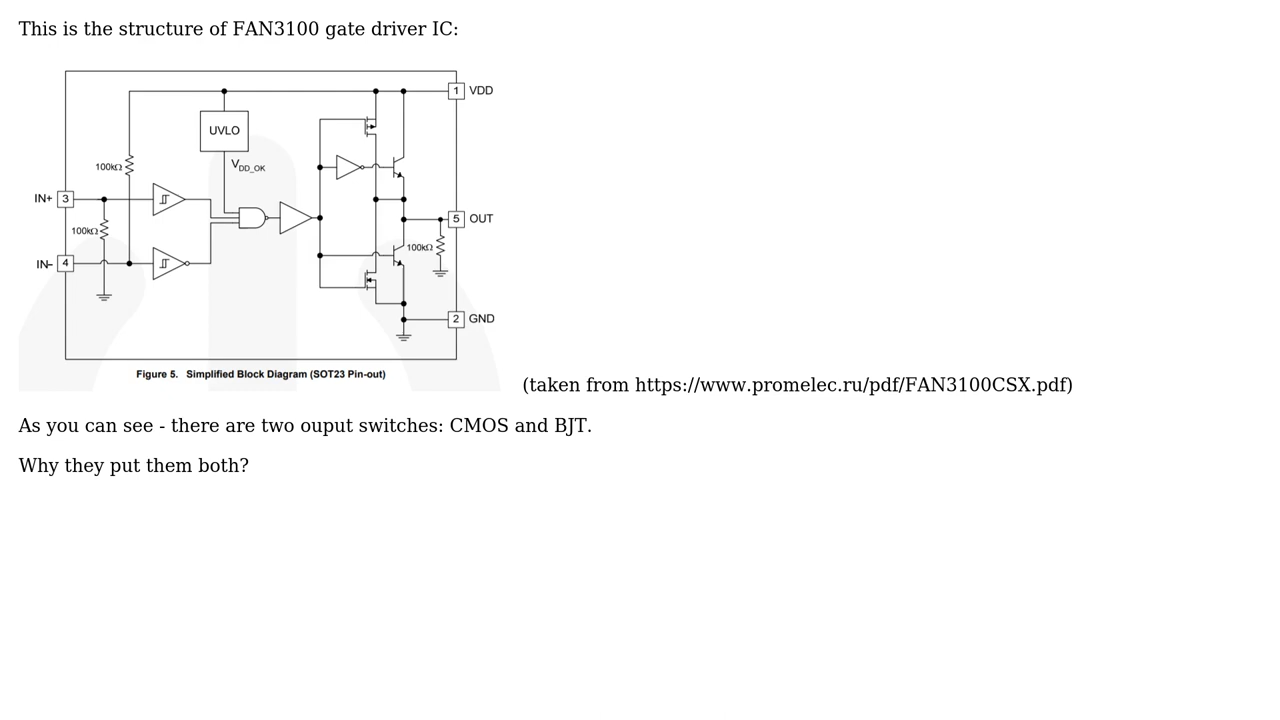 This is the structure of FAN3100 gate driver IC:
1 VDD
UVLO
100kΩ
VDD_OK
IN+ 3
5 OUT
100kΩ
100kΩ
IN- 4
2 GND
Figure 5. Simplified Block Diagram (SOT23 Pin-out)
(taken from https://www.promelec.ru/pdf/FAN3100CSX.pdf)
As you can see - there are two ouput switches: CMOS and BJT.
Why they put them both?